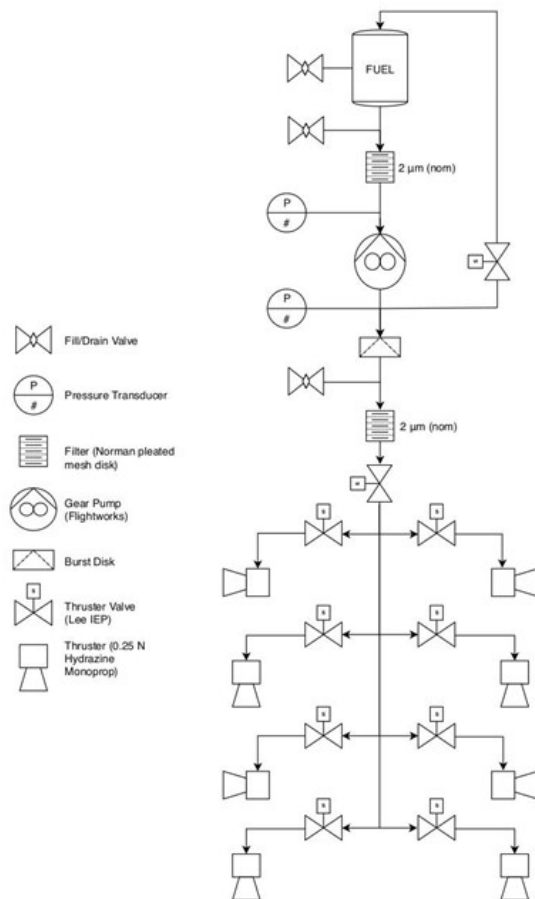 FUEL
2 µm (nom)
P
#
P
#
2 µm (nom)
Fill/Drain Valve
P
#
Pressure Transducer
Filter (Norman pleated
mesh disk)
Gear Pump
(Flightworks)
Burst Disk
S
Thruster Valve
(Lee IEP)
Thruster (0.25 N
Hydrazine
Monoprop)
S
S
S
S
S
S
S
S